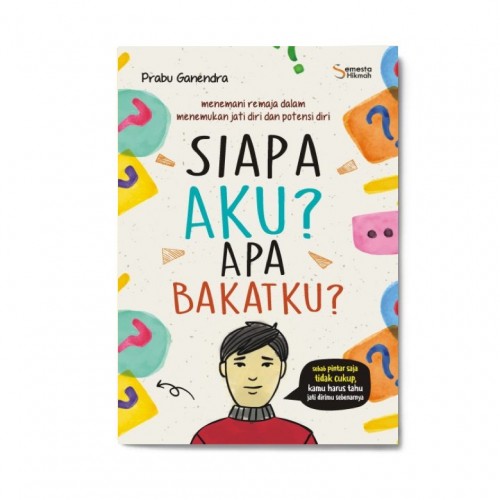 Prabu Ganendra
Semesta
Hikmah
menemani remaja dalam
menemukan jati diri dan potensi diri
SIAPA
AKU?
APA
BAKATKU?
sebab pintar saja
tidak cukup,
kamu harus tahu
jati dirimu sebenarnya